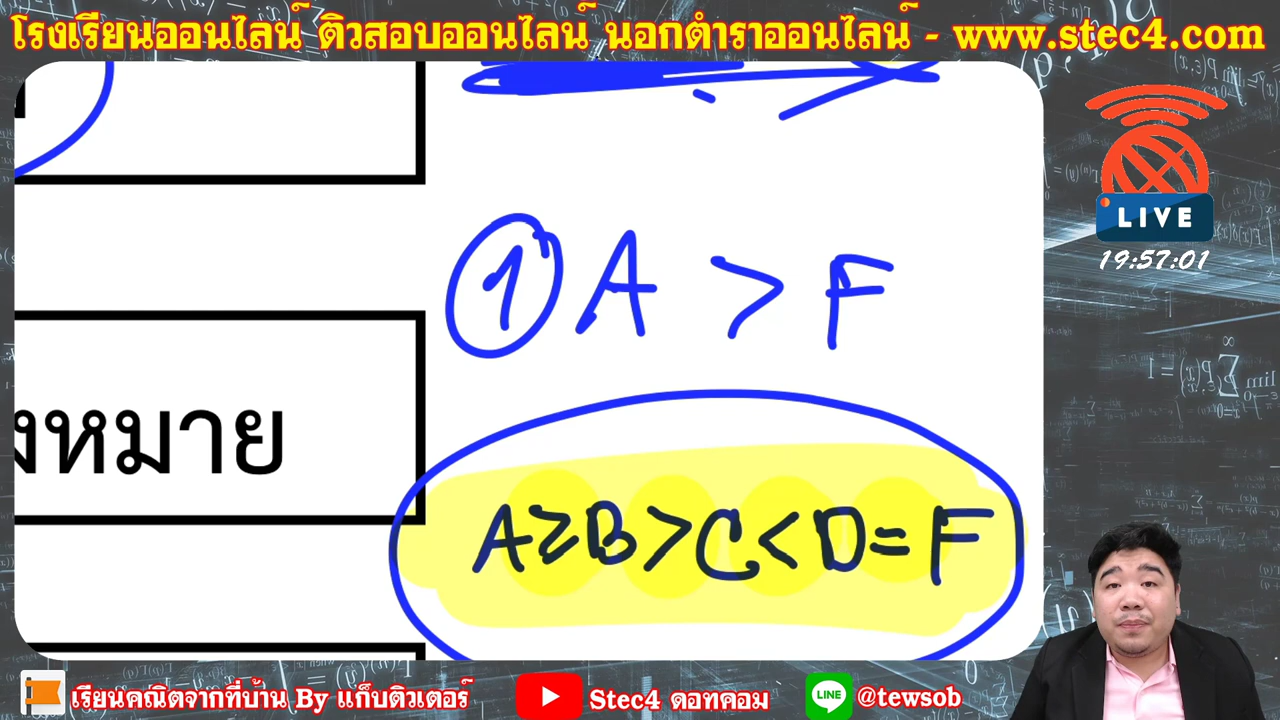 โรงเรียนออนไลน์ ติวสอบออนไลน์ นอกตำราออนไลน์ - www.stec4.com
LIVE
19:57:01
① A > F
งหมาย
A≥B>C<D=F
เรียนคณิตจากที่บ้าน By แก๊บติวเตอร์
Stec4 ดอทคอม
LINE
@tewsob